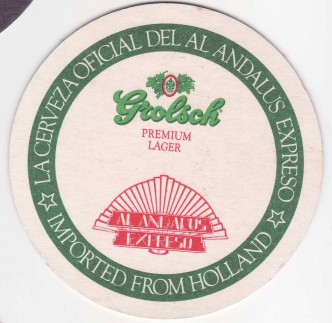 LA CERVEZA OFICIAL DEL AL ANDALUS EXPRESO
Grolsch
PREMIUM
LAGER
AL ANDALUS
EXPRESO
IMPORTED FROM HOLLAND